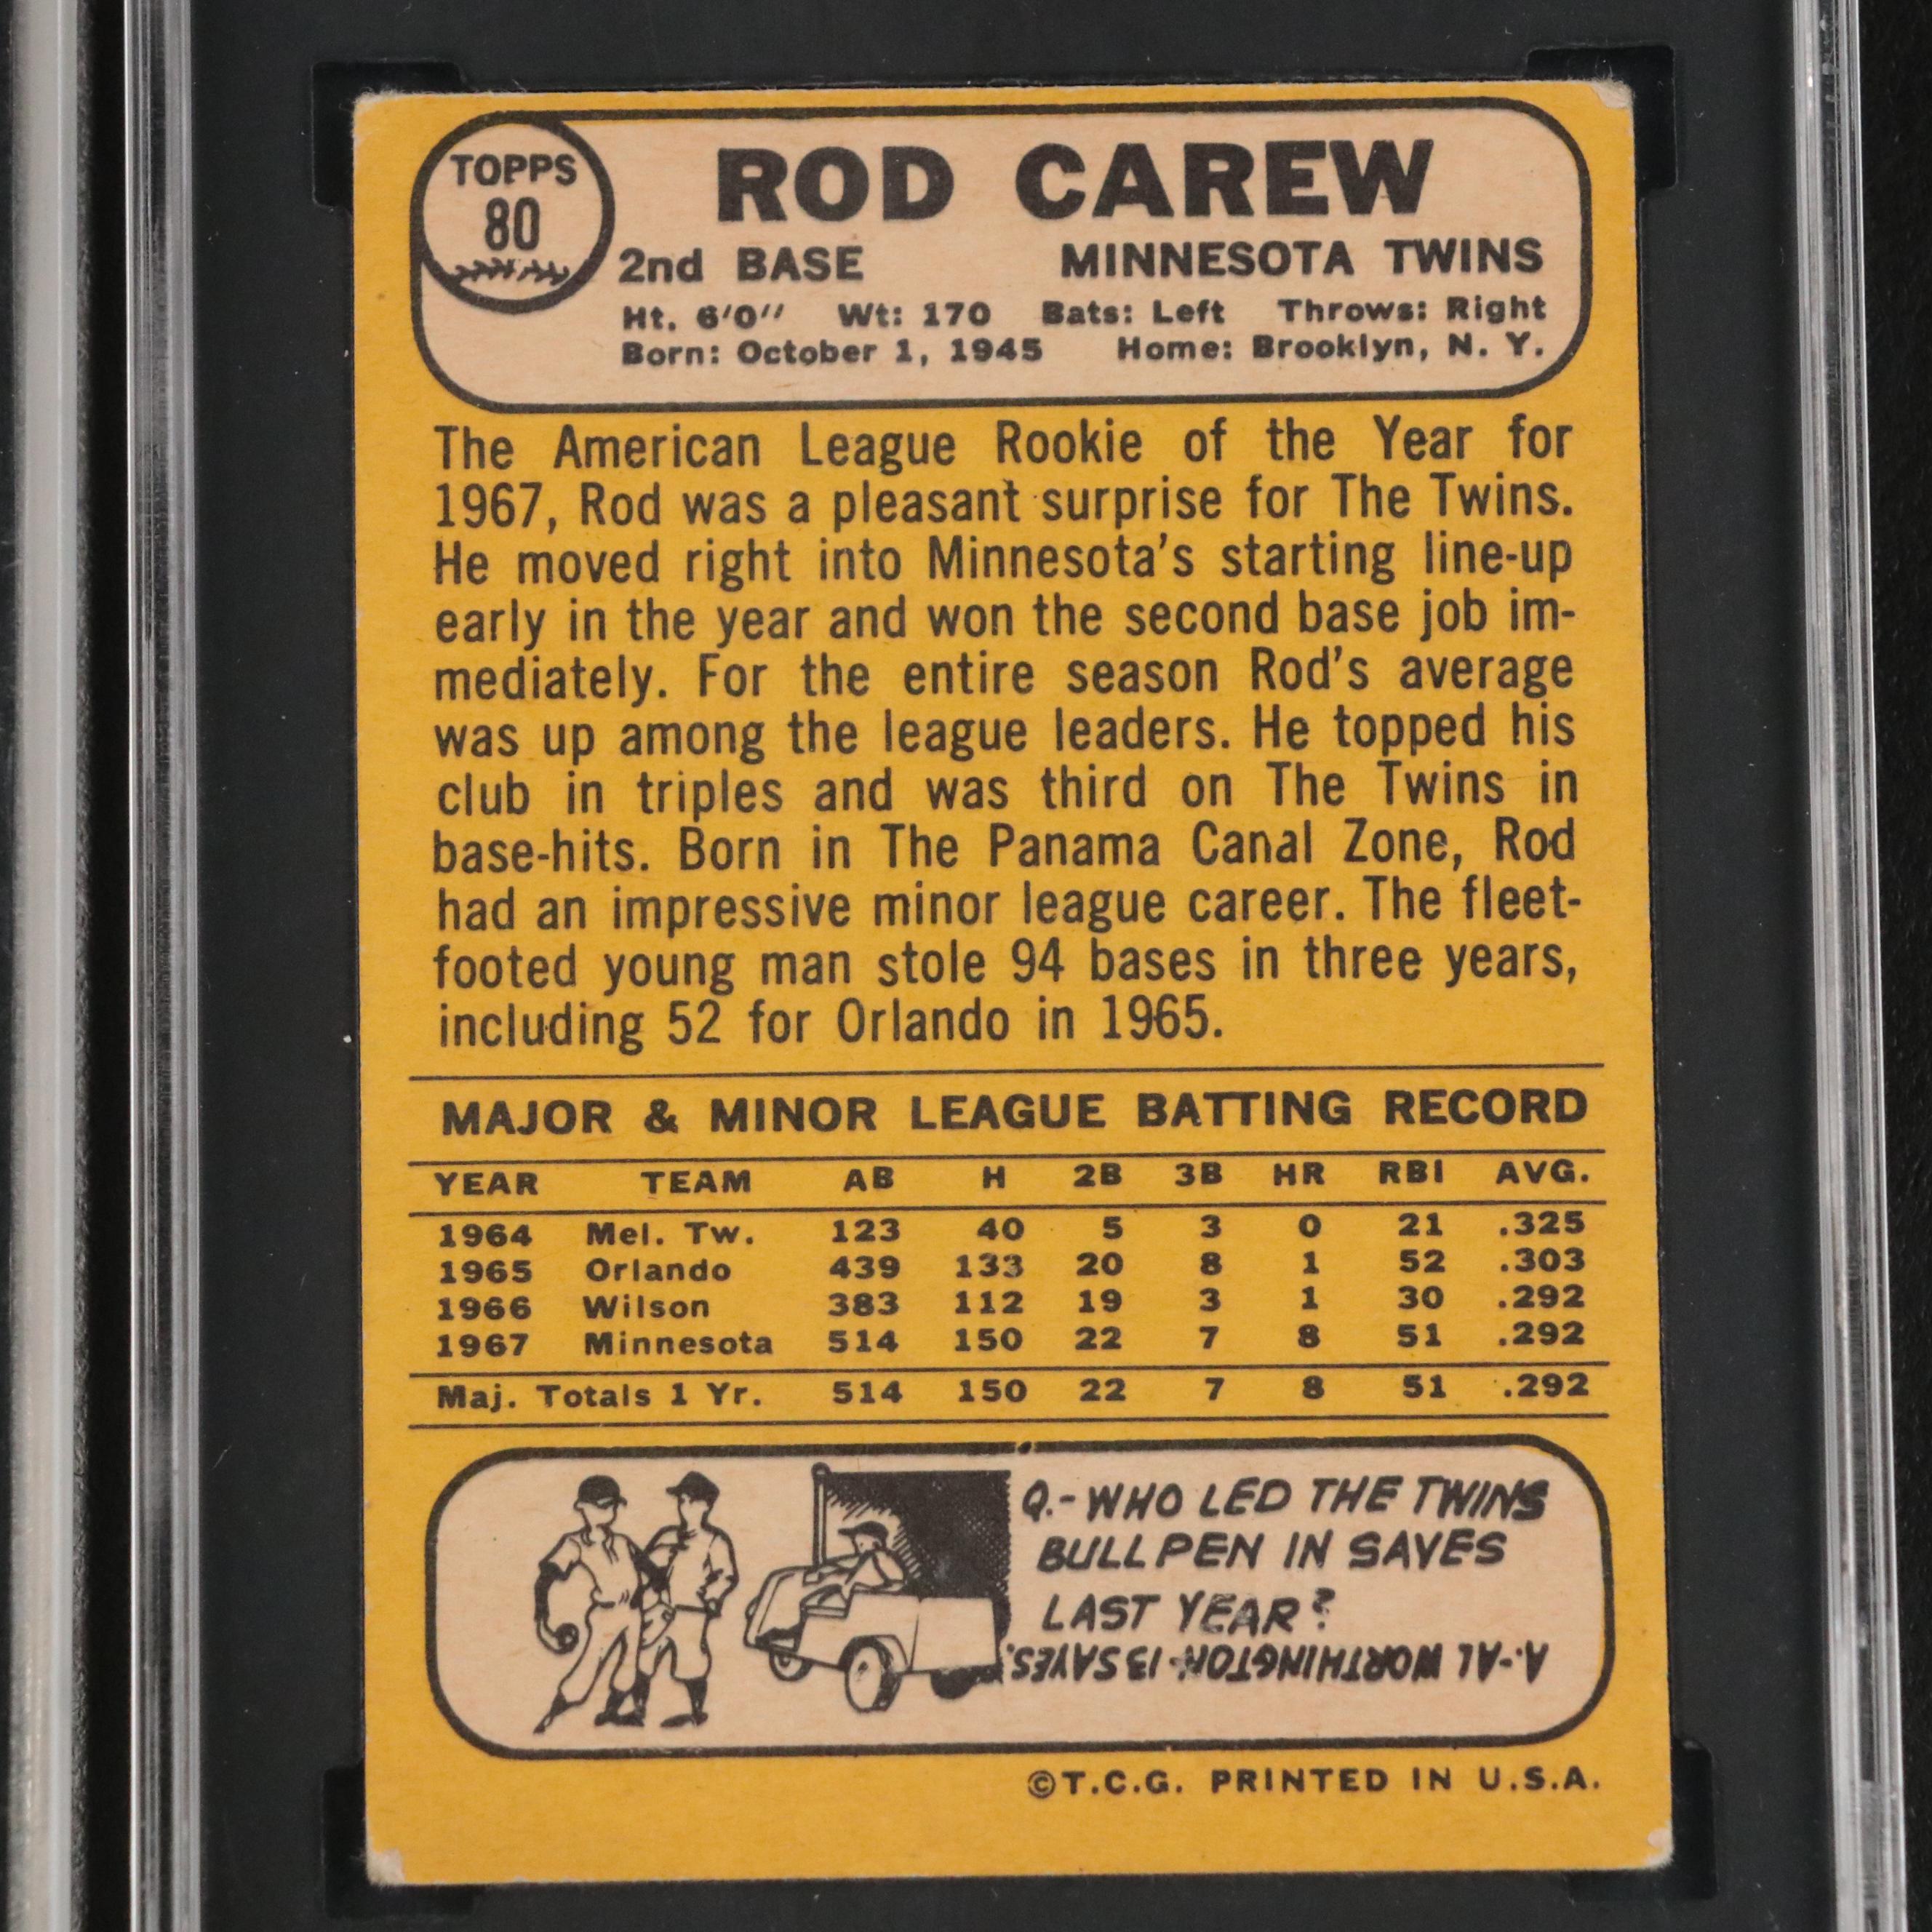 TOPPS
80
ROD CAREW
2nd BASE MINNESOTA TWINS
Ht. 6'0" Wt: 170 Bats: Left Throws: Right
Born: October 1, 1945 Home: Brooklyn, N. Y.
The American League Rookie of the Year for
1967, Rod was a pleasant surprise for The Twins.
He moved right into Minnesota's starting line-up
early in the year and won the second base job im-
mediately. For the entire season Rod's average
was up among the league leaders. He topped his
club in triples and was third on The Twins in
base-hits. Born in The Panama Canal Zone, Rod
had an impressive minor league career. The fleet-
footed young man stole 94 bases in three years,
including 52 for Orlando in 1965.
MAJOR & MINOR LEAGUE BATTING RECORD
YEAR TEAM AB H 2B 3B HR RBI AVG.
1964 Mel. Tw. 123 40 5 3 0 21 .325
1965 Orlando 439 133 20 8 1 52 .303
1966 Wilson 383 112 19 3 1 30 .292
1967 Minnesota 514 150 22 7 8 51 .292
Maj. Totals 1 Yr. 514 150 22 7 8 51 .292
Q.-WHO LED THE TWINS
BULLPEN IN SAVES
LAST YEAR?
A.-AL WORTHINGTON-13 SAVES.
©T.C.G. PRINTED IN U.S.A.